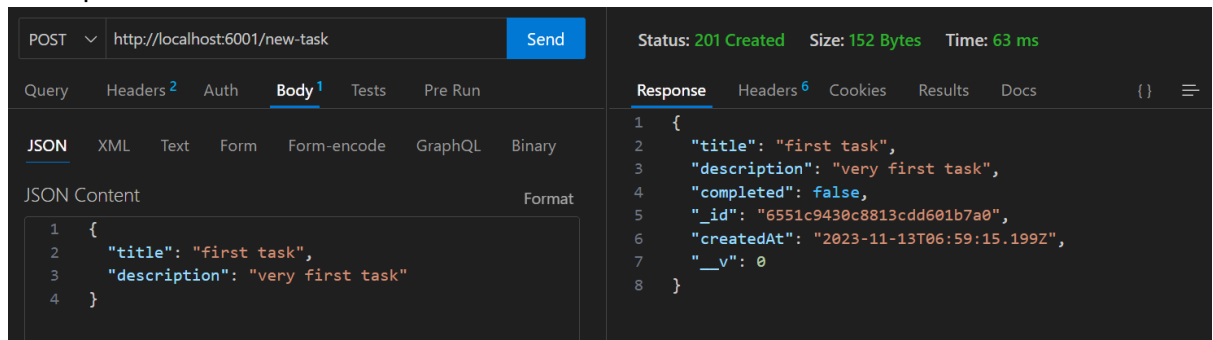 POST http://localhost:6001/new-task Send
Query Headers 2 Auth Body 1 Tests Pre Run
JSON XML Text Form Form-encode GraphQL Binary
JSON Content Format
1 {
2 "title": "first task",
3 "description": "very first task"
4 }
Status: 201 Created Size: 152 Bytes Time: 63 ms
Response Headers 6 Cookies Results Docs { }
1 {
2 "title": "first task",
3 "description": "very first task",
4 "completed": false,
5 "_id": "6551c9430c8813cdd601b7a0",
6 "createdAt": "2023-11-13T06:59:15.199Z",
7 "__v": 0
8 }